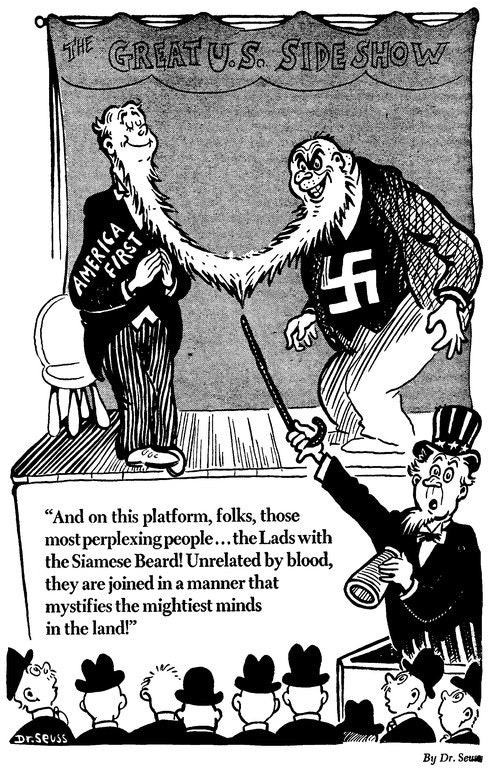 THE GREAT U.S. SIDE SHOW
AMERICA
FIRST
“And on this platform, folks, those
most perplexing people...the Lads with
the Siamese Beard! Unrelated by blood,
they are joined in a manner that
mystifies the mightiest minds
in the land!”
Dr. Seuss
By Dr. Seuss